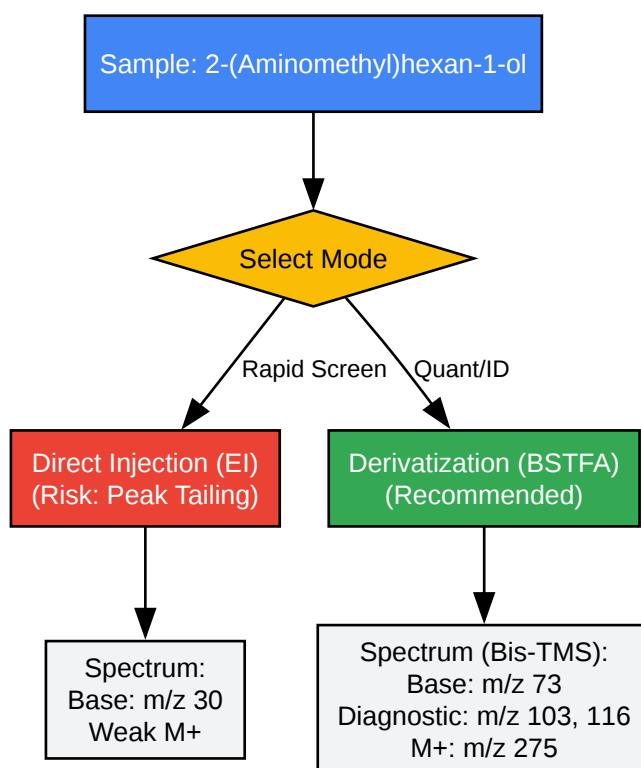 Sample: 2-(Aminomethyl)hexan-1-ol
Select Mode
Rapid Screen
Quant/ID
Direct Injection (EI)
(Risk: Peak Tailing)
Derivatization (BSTFA)
(Recommended)
Spectrum:
Base: m/z 30
Weak M+
Spectrum (Bis-TMS):
Base: m/z 73
Diagnostic: m/z 103, 116
M+: m/z 275